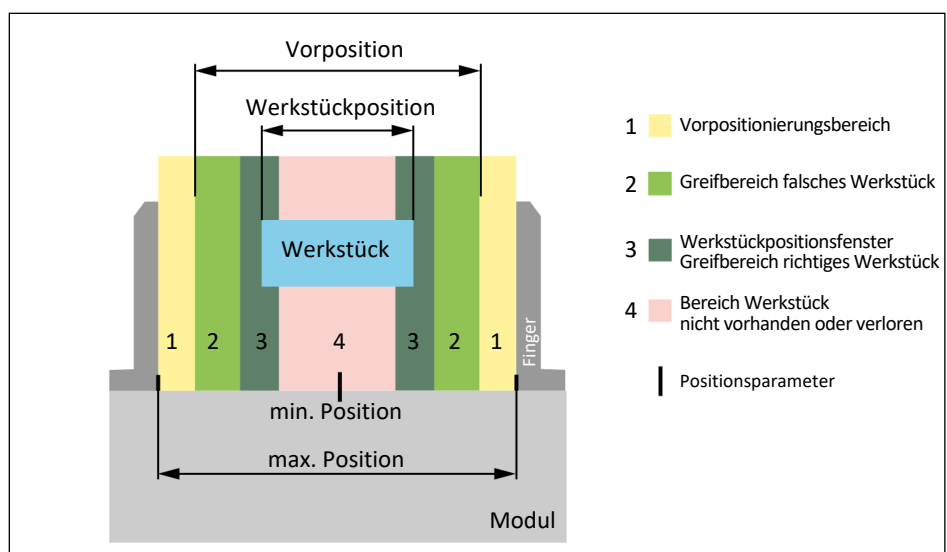 Vorposition
Werkstückposition
Werkstück
1 2 3 4 3 2 1
Finger
min. Position
max. Position
Modul
1 Vorpositionierungsbereich
2 Greifbereich falsches Werkstück
3 Werkstückpositionsfenster
Greifbereich richtiges Werkstück
4 Bereich Werkstück
nicht vorhanden oder verloren
Positionsparameter